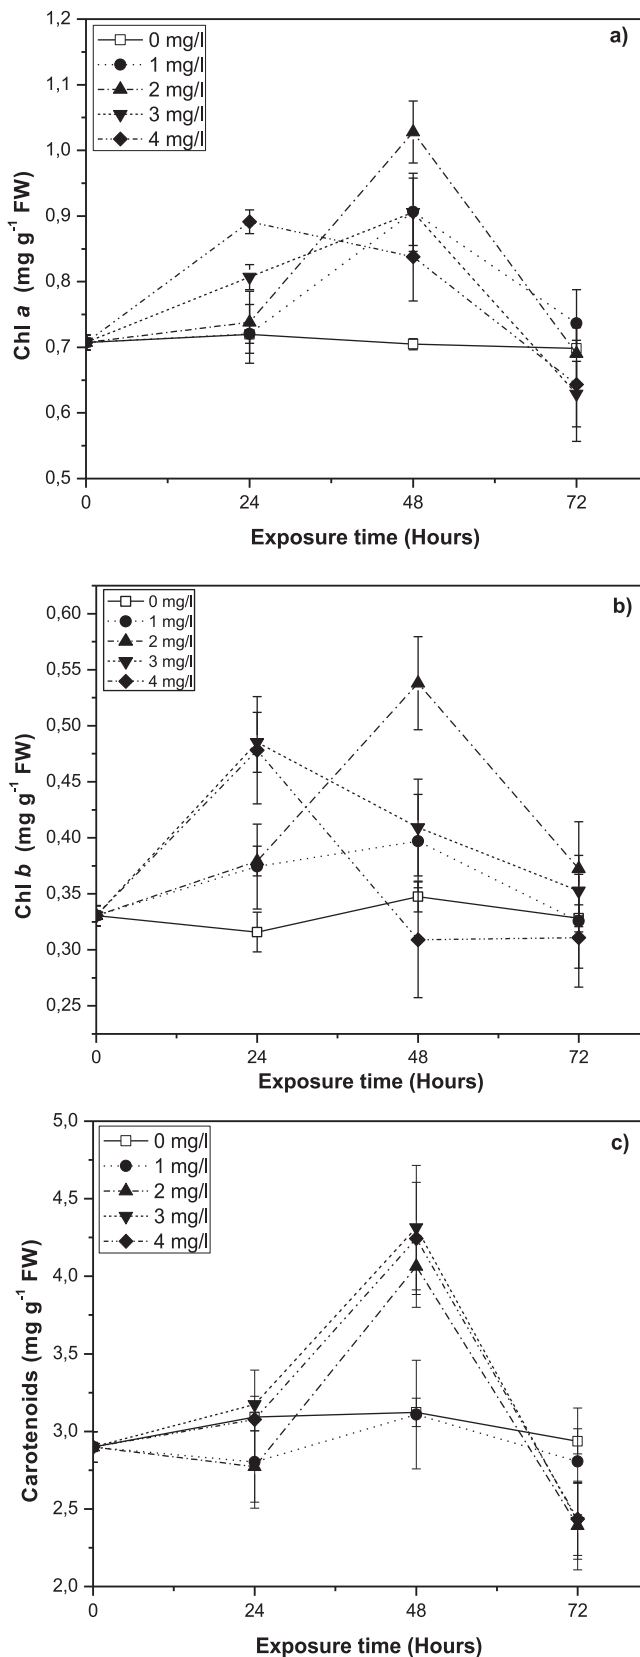 a)
0 mg/l
1 mg/l
2 mg/l
3 mg/l
4 mg/l
1,2
1,1
1,0
0,9
0,8
0,7
0,6
0,5
Chl a (mg g⁻¹ FW)
0 24 48 72
Exposure time (Hours)
b)
0 mg/l
1 mg/l
2 mg/l
3 mg/l
4 mg/l
0,60
0,55
0,50
0,45
0,40
0,35
0,30
0,25
Chl b (mg g⁻¹ FW)
0 24 48 72
Exposure time (Hours)
c)
0 mg/l
1 mg/l
2 mg/l
3 mg/l
4 mg/l
5,0
4,5
4,0
3,5
3,0
2,5
2,0
Carotenoids (mg g⁻¹ FW)
0 24 48 72
Exposure time (Hours)